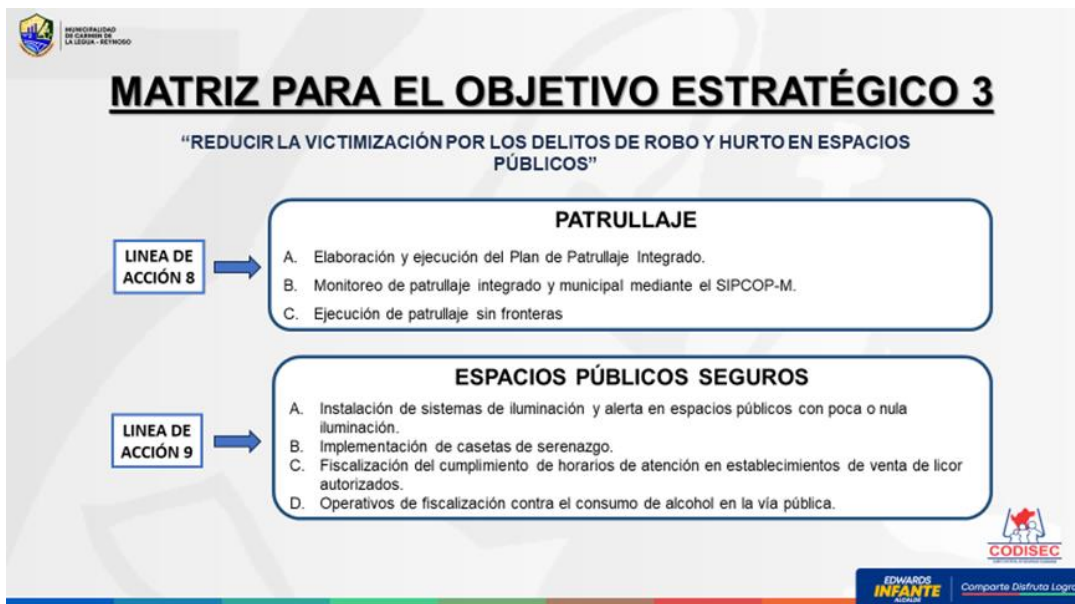 MUNICIPALIDAD
DE CARMEN DE
LA LEGUA - REYNOSO
MATRIZ PARA EL OBJETIVO ESTRATÉGICO 3
“REDUCIR LA VICTIMIZACIÓN POR LOS DELITOS DE ROBO Y HURTO EN ESPACIOS
PÚBLICOS”
LINEA DE
ACCIÓN 8
PATRULLAJE
A. Elaboración y ejecución del Plan de Patrullaje Integrado.
B. Monitoreo de patrullaje integrado y municipal mediante el SIPCOP-M.
C. Ejecución de patrullaje sin fronteras
LINEA DE
ACCIÓN 9
ESPACIOS PÚBLICOS SEGUROS
A. Instalación de sistemas de iluminación y alerta en espacios públicos con poca o nula
iluminación.
B. Implementación de casetas de serenazgo.
C. Fiscalización del cumplimiento de horarios de atención en establecimientos de venta de licor
autorizados.
D. Operativos de fiscalización contra el consumo de alcohol en la vía pública.
CODISEC
EDWARDS
INFANTE
ALCALDE
Comparte Disfruta Logra